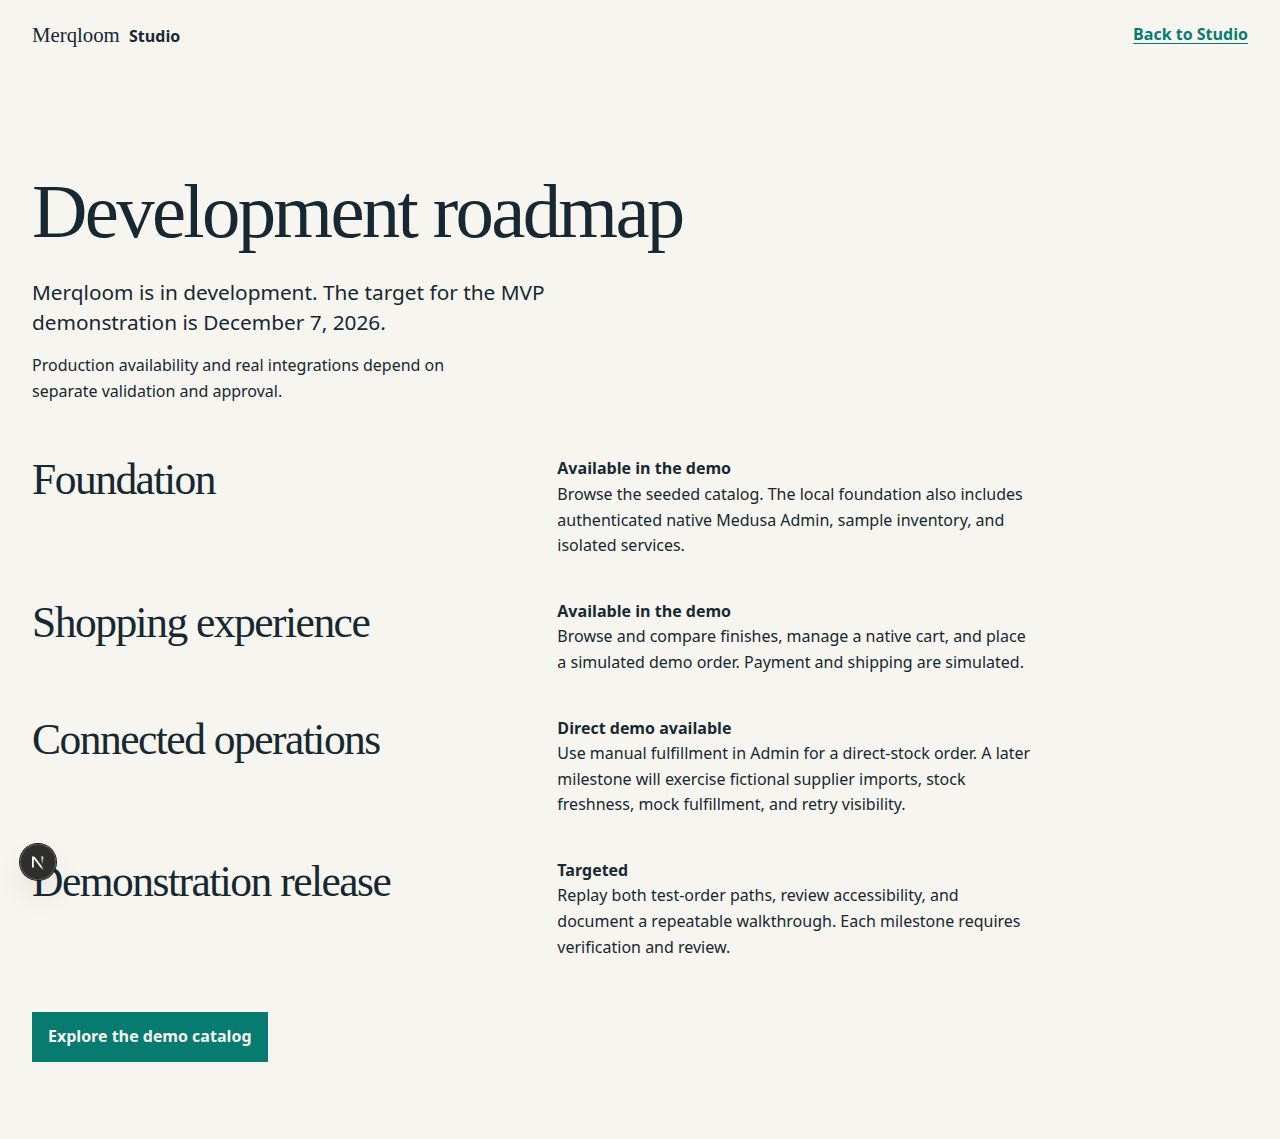 Merqloom Studio
Back to Studio
Development roadmap
Merqloom is in development. The target for the MVP
demonstration is December 7, 2026.
Production availability and real integrations depend on
separate validation and approval.
Foundation
Available in the demo
Browse the seeded catalog. The local foundation also includes
authenticated native Medusa Admin, sample inventory, and
isolated services.
Shopping experience
Available in the demo
Browse and compare finishes, manage a native cart, and place
a simulated demo order. Payment and shipping are simulated.
Connected operations
Direct demo available
Use manual fulfillment in Admin for a direct-stock order. A later
milestone will exercise fictional supplier imports, stock
freshness, mock fulfillment, and retry visibility.
N
Demonstration release
Targeted
Replay both test-order paths, review accessibility, and
document a repeatable walkthrough. Each milestone requires
verification and review.
Explore the demo catalog